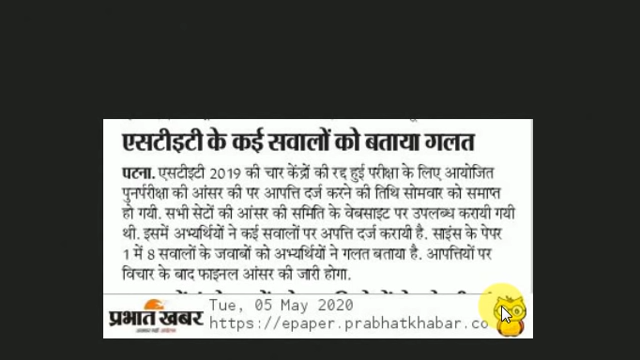 एसटीइटी के कई सवालों को बताया गलत
पटना. एसटीइटी 2019 की चार केंद्रों की रद्द हुई परीक्षा के लिए आयोजित
पुनर्परीक्षा की आंसर की पर आपत्ति दर्ज करने की तिथि सोमवार को समाप्त
हो गयी. सभी सेटों की आंसर की समिति के वेबसाइट पर उपलब्ध करायी गयी
थी. इसमें अभ्यर्थियों ने कई सवालों पर अपत्ति दर्ज करायी है. साइंस के पेपर
1 में 8 सवालों के जवाबों को अभ्यर्थियों ने गलत बताया है. आपत्तियों पर
विचार के बाद फाइनल आंसर की जारी होगा.
प्रभात खबर
Tue, 05 May 2020
https://epaper.prabhatkhabar.co